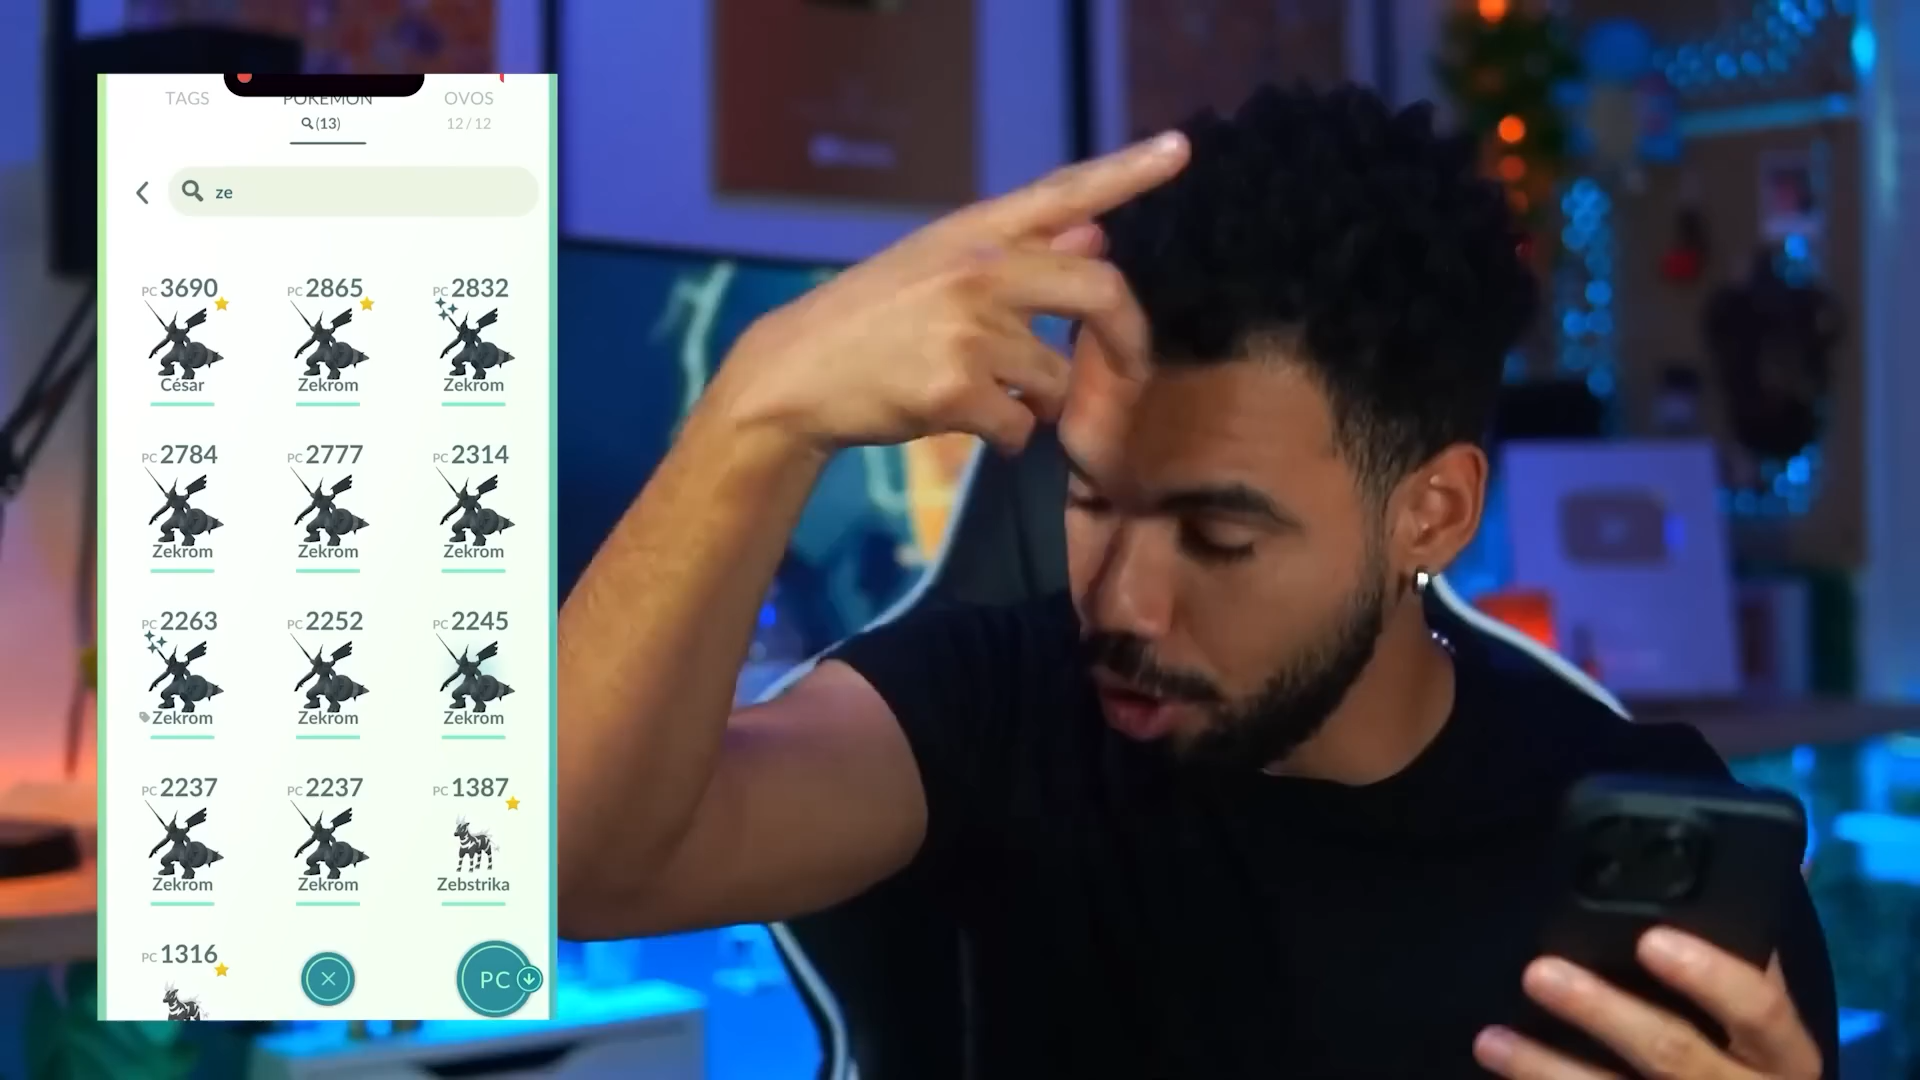 TAGS POKÉMON OVOS
(13) 12 / 12
ze
PC 3690 PC 2865 PC 2832
César Zekrom Zekrom
PC 2784 PC 2777 PC 2314
Zekrom Zekrom Zekrom
PC 2263 PC 2252 PC 2245
Zekrom Zekrom Zekrom
PC 2237 PC 2237 PC 1387
Zekrom Zekrom Zebstrika
PC 1316
PC